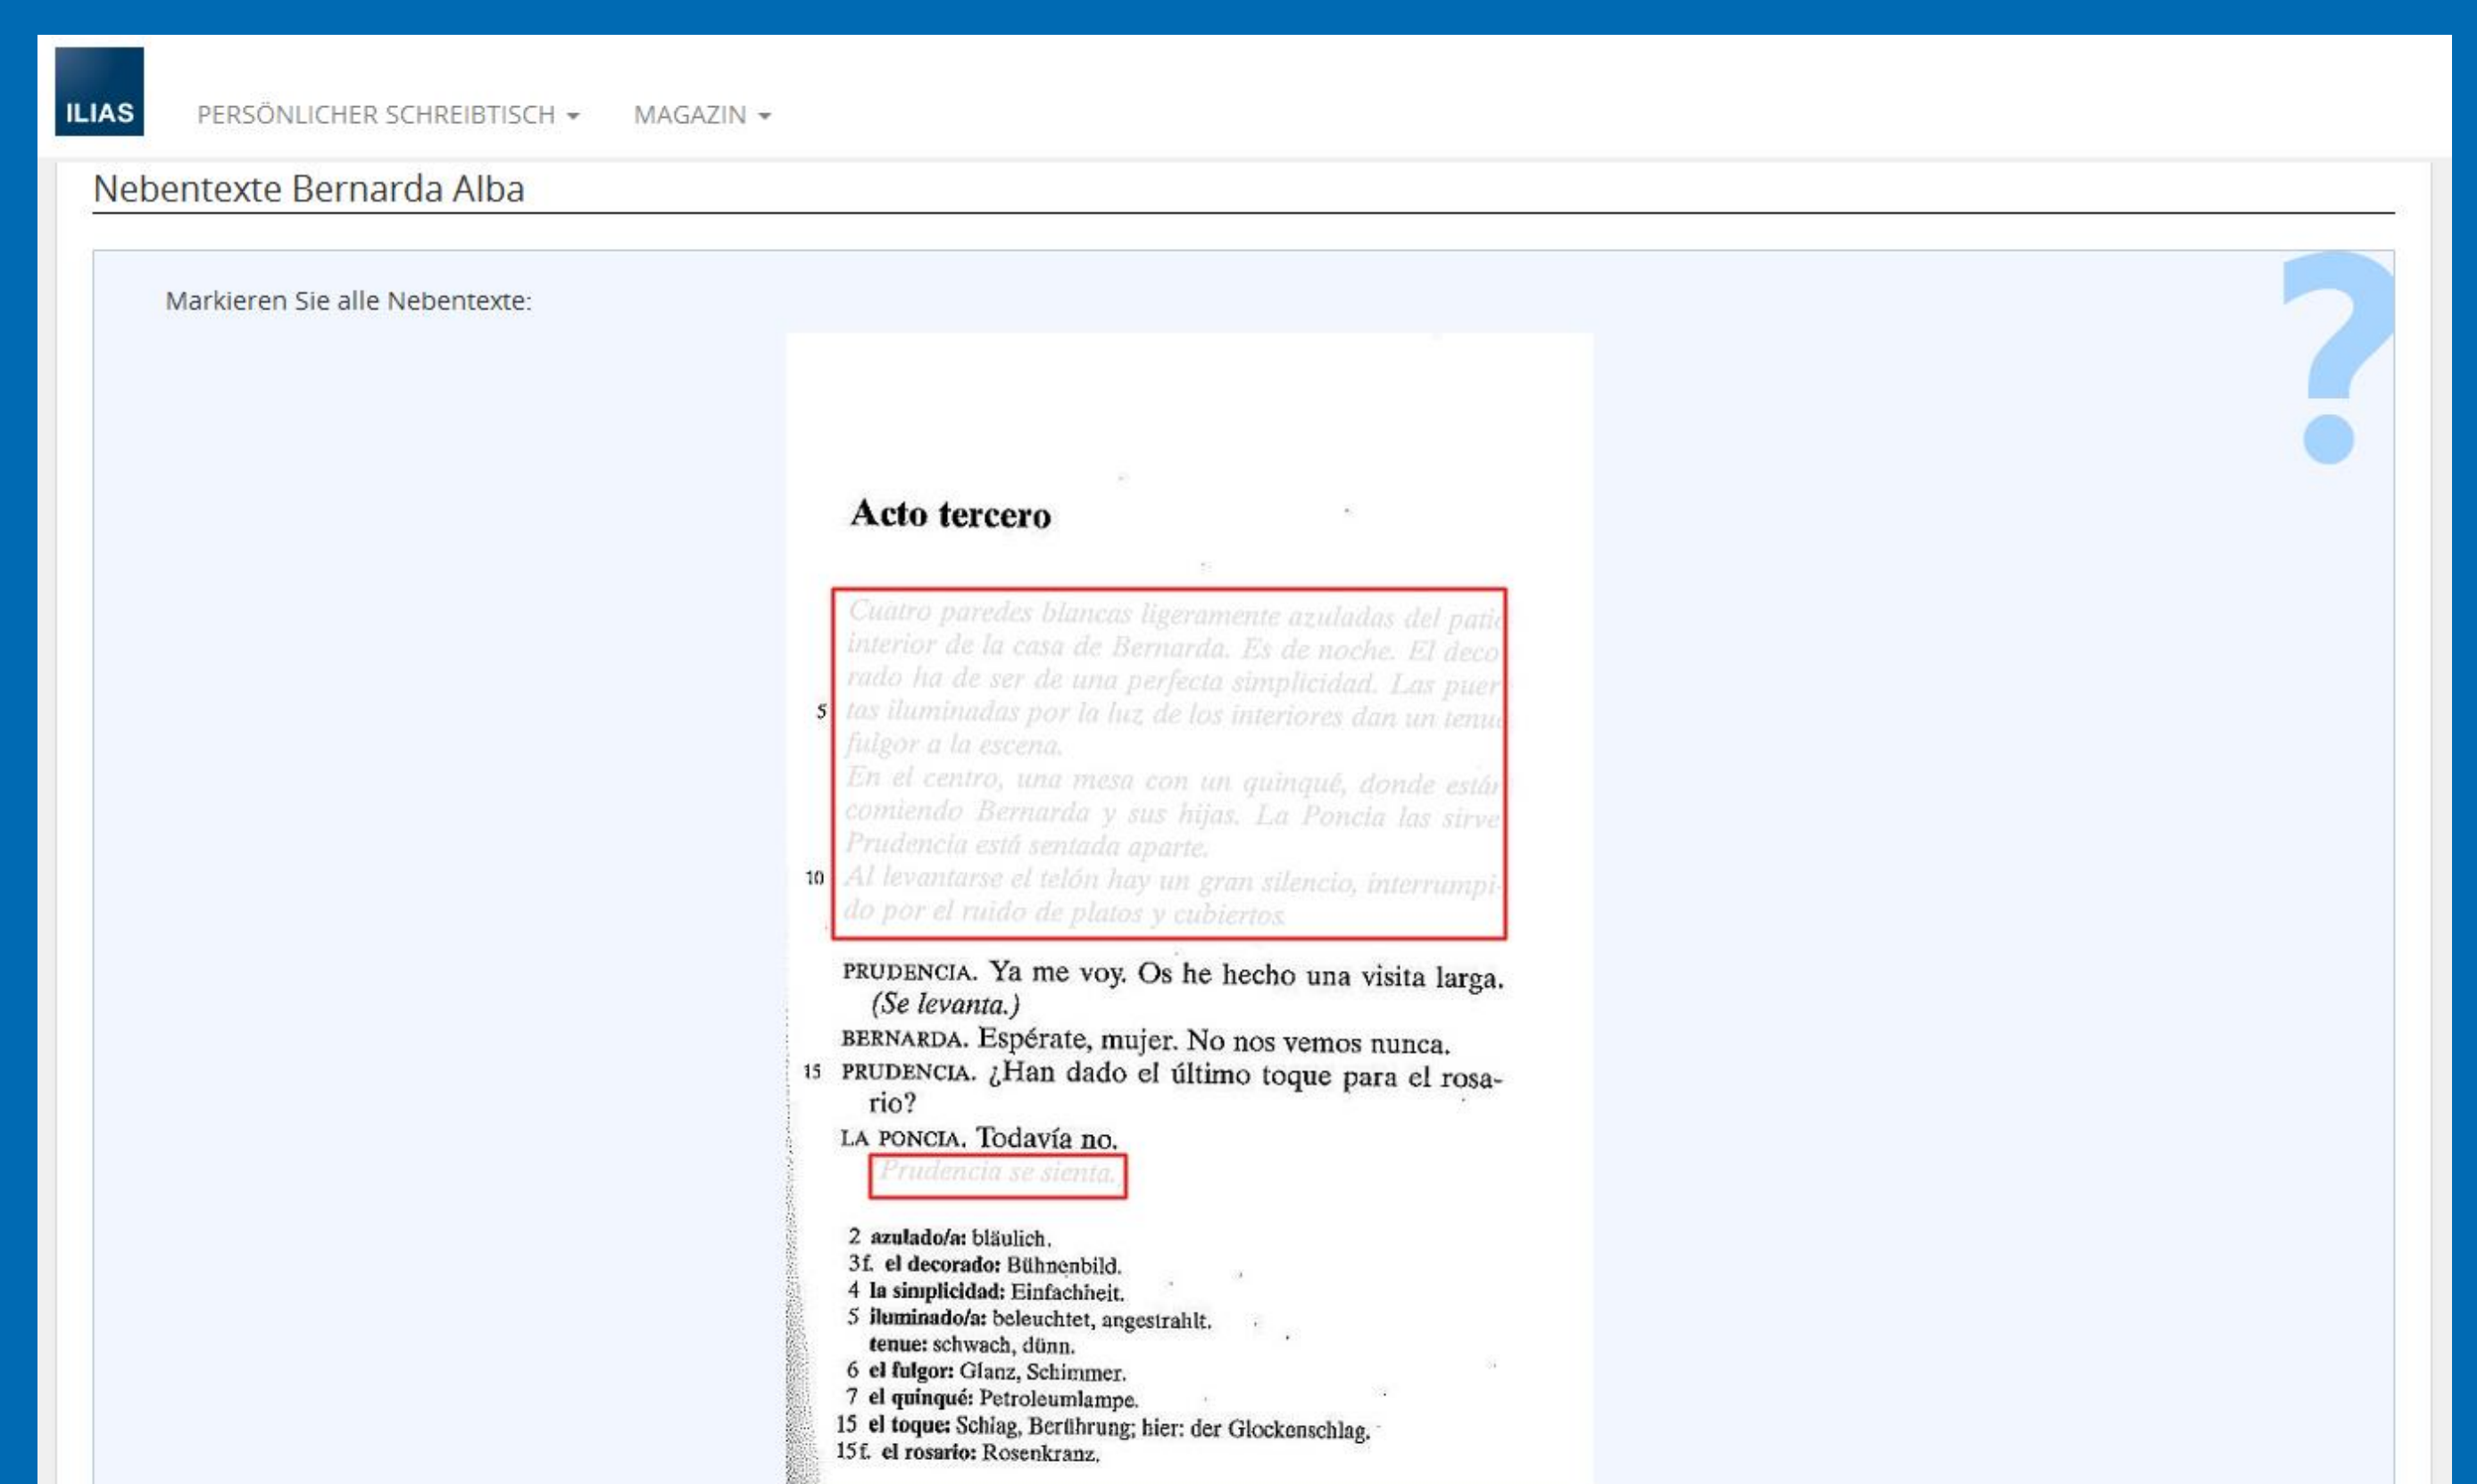 ILIAS
PERSÖNLICHER SCHREIBTISCH
MAGAZIN
Nebentexte Bernarda Alba
?
Markieren Sie alle Nebentexte:
Acto tercero
Cuatro paredes blancas ligeramente azuladas del patio
interior de la casa de Bernarda. Es de noche. El deco
rado ha de ser de una perfecta simplicidad. Las puer
5 tas iluminadas por la luz de los interiores dan un tenue
fulgor a la escena.
En el centro, una mesa con un quinqué, donde están
comiendo Bernarda y sus hijas. La Poncia las sirve
Prudencia está sentada aparte.
10 Al levantarse el telón hay un gran silencio, interrumpi-
do por el ruido de platos y cubiertos
PRUDENCIA. Ya me voy. Os he hecho una visita larga.
(Se levanta.)
BERNARDA. Espérate, mujer. No nos vemos nunca.
15 PRUDENCIA. ¿Han dado el último toque para el rosa-
rio?
LA PONCIA. Todavía no.
Prudencia se sienta.
2 azulado/a: bläulich.
3f. el decorado: Bühnenbild.
4 la simplicidad: Einfachheit.
5 iluminado/a: beleuchtet, angestrahlt.
tenue: schwach, dünn.
6 el fulgor: Glanz, Schimmer.
7 el quinqué: Petroleumlampe.
15 el toque: Schlag, Berührung; hier: der Glockenschlag.
15f. el rosario: Rosenkranz.